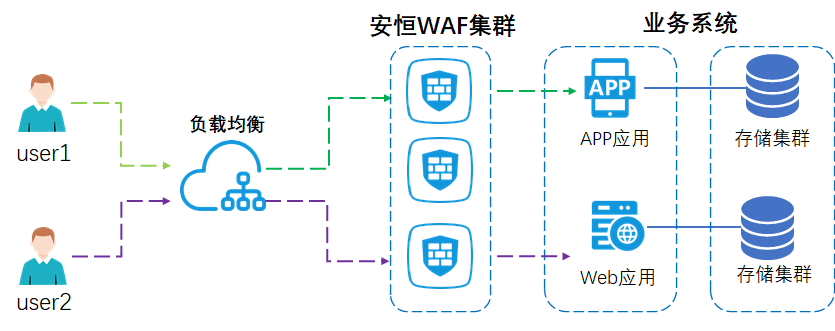 安恒WAF集群
业务系统
user1
负载均衡
APP
APP应用
存储集群
user2
Web应用
存储集群